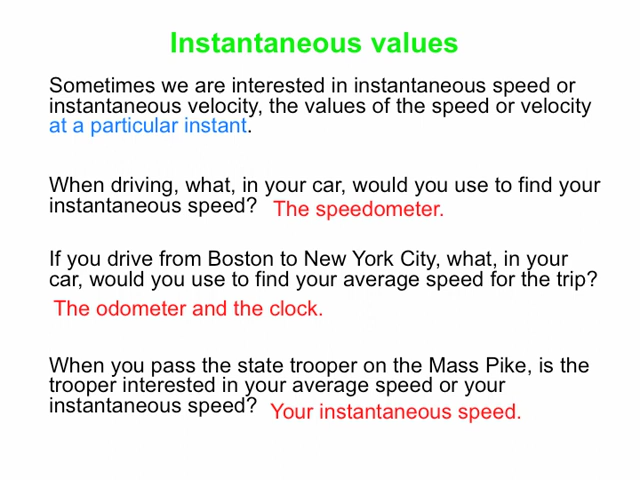 Instantaneous values
Sometimes we are interested in instantaneous speed or
instantaneous velocity, the values of the speed or velocity
at a particular instant.
When driving, what, in your car, would you use to find your
instantaneous speed? The speedometer.
If you drive from Boston to New York City, what, in your
car, would you use to find your average speed for the trip?
The odometer and the clock.
When you pass the state trooper on the Mass Pike, is the
trooper interested in your average speed or your
instantaneous speed? Your instantaneous speed.